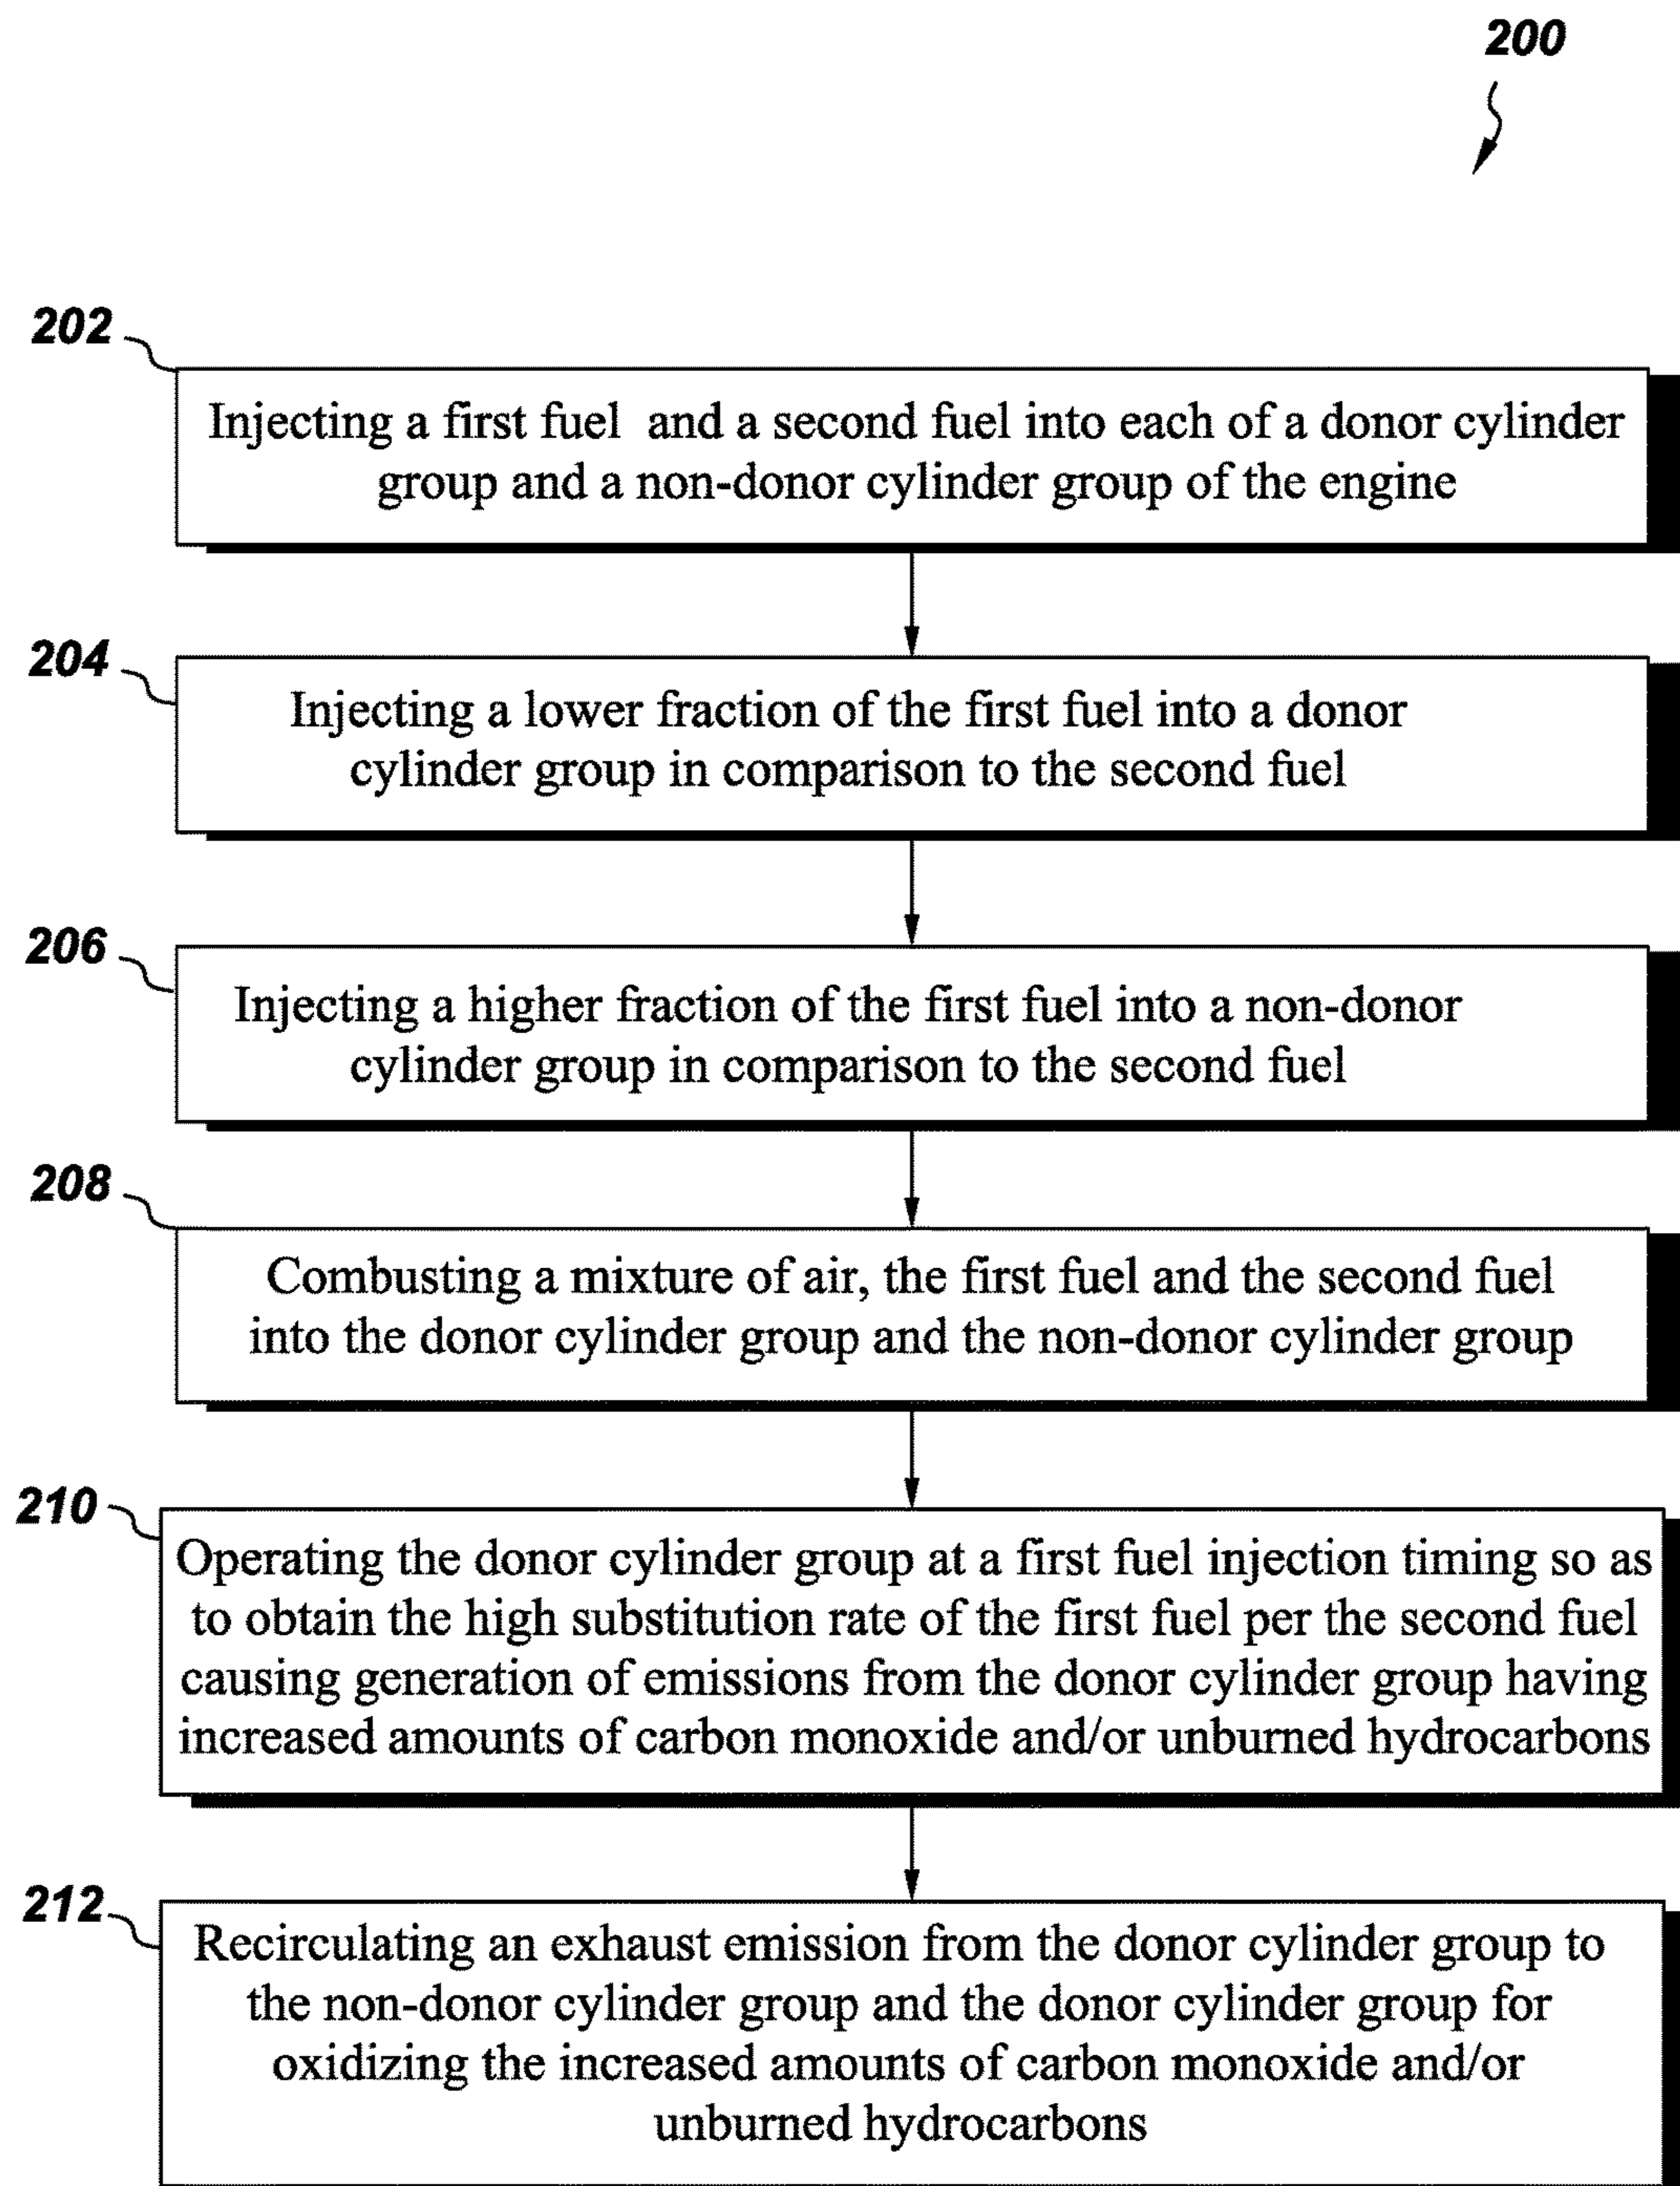 200
202
Injecting a first fuel and a second fuel into each of a donor cylinder
group and a non-donor cylinder group of the engine
204
Injecting a lower fraction of the first fuel into a donor
cylinder group in comparison to the second fuel
206
Injecting a higher fraction of the first fuel into a non-donor
cylinder group in comparison to the second fuel
208
Combusting a mixture of air, the first fuel and the second fuel
into the donor cylinder group and the non-donor cylinder group
210
Operating the donor cylinder group at a first fuel injection timing so as
to obtain the high substitution rate of the first fuel per the second fuel
causing generation of emissions from the donor cylinder group having
increased amounts of carbon monoxide and/or unburned hydrocarbons
212
Recirculating an exhaust emission from the donor cylinder group to
the non-donor cylinder group and the donor cylinder group for
oxidizing the increased amounts of carbon monoxide and/or
unburned hydrocarbons